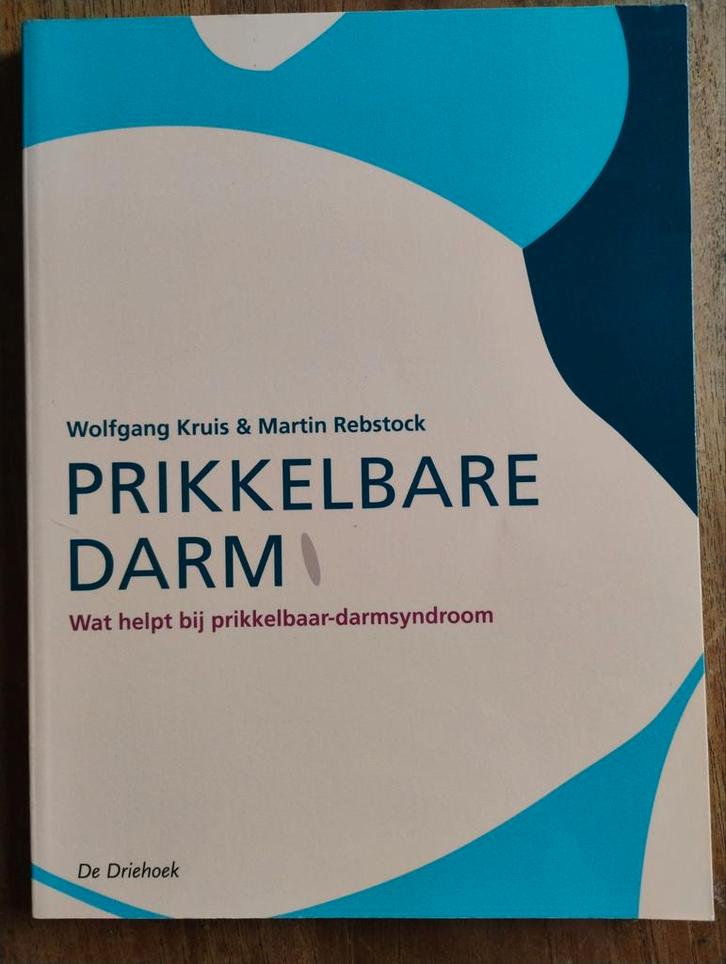 Wolfgang Kruis & Martin Rebstock
PRIKKELBARE
DARM
Wat helpt bij prikkelbaar-darmsyndroom
De Driehoek